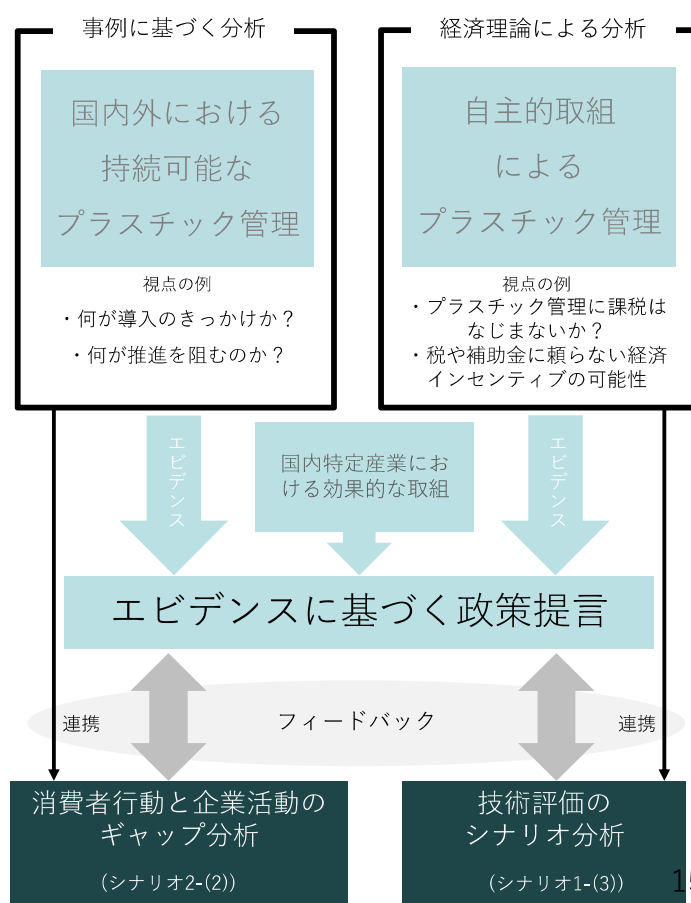 事例に基づく分析
国内外における
持続可能な
プラスチック管理
視点の例
・何が導入のきっかけか？
・何が推進を阻むのか？
経済理論による分析
自主的取組
による
プラスチック管理
視点の例
・プラスチック管理に課税は
なじまないか？
・税や補助金に頼らない経済
インセンティブの可能性
エビデンス
国内特定産業にお
ける効果的な取組
エビデンス
エビデンスに基づく政策提言
連携
フィードバック
連携
消費者行動と企業活動の
ギャップ分析
(シナリオ2-(2))
技術評価の
シナリオ分析
(シナリオ1-(3))